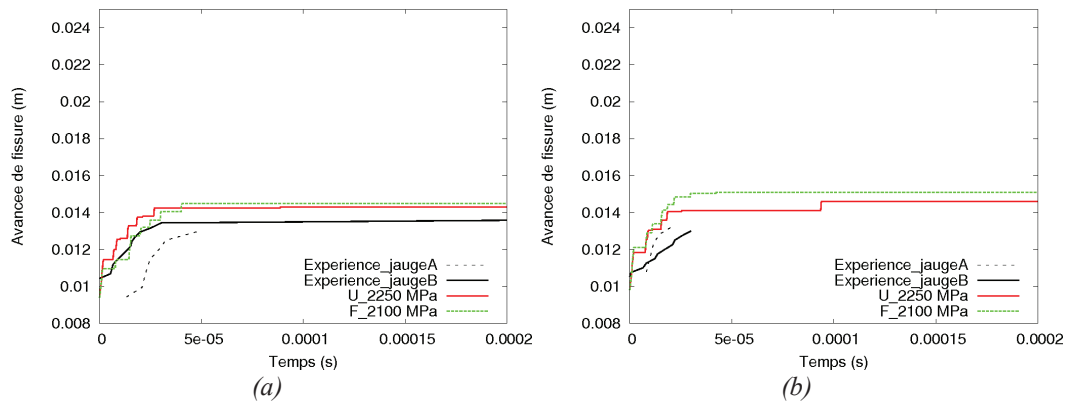 0.024
0.022
0.02
0.018
0.016
0.014
0.012
0.01
0.008
Avancee de fissure (m)
Experience_jaugeA
Experience_jaugeB
U_2250 MPa
F_2100 MPa
0 5e-05 0.0001 0.00015 0.0002
Temps (s)
(a)
0.024
0.022
0.02
0.018
0.016
0.014
0.012
0.01
0.008
Avancee de fissure (m)
Experience_jaugeA
Experience_jaugeB
U_2250 MPa
F_2100 MPa
0 5e-05 0.0001 0.00015 0.0002
Temps (s)
(b)